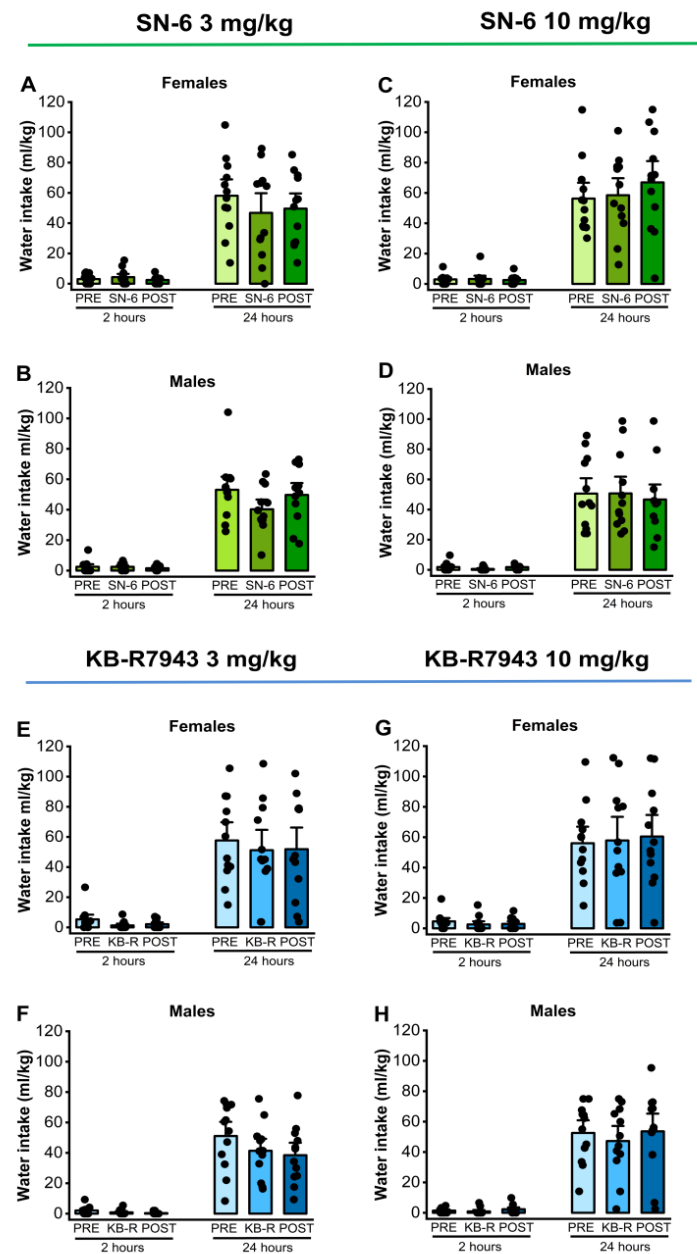 SN-6 3 mg/kg SN-6 10 mg/kg
A Females
Water intake (ml/kg)
120
100
80
60
40
20
0
PRE SN-6 POST PRE SN-6 POST
2 hours 24 hours
C Females
Water intake (ml/kg)
120
100
80
60
40
20
0
PRE SN-6 POST PRE SN-6 POST
2 hours 24 hours
B Males
Water intake ml/kg)
120
100
80
60
40
20
0
PRE SN-6 POST PRE SN-6 POST
2 hours 24 hours
D Males
Water intake (ml/kg)
120
100
80
60
40
20
0
PRE SN-6 POST PRE SN-6 POST
2 hours 24 hours
KB-R7943 3 mg/kg KB-R7943 10 mg/kg
E Females
Water intake ml/kg)
120
100
80
60
40
20
0
PRE KB-R POST PRE KB-R POST
2 hours 24 hours
G Females
Water intake (ml/kg)
120
100
80
60
40
20
0
PRE KB-R POST PRE KB-R POST
2 hours 24 hours
F Males
Water intake (ml/kg)
120
100
80
60
40
20
0
PRE KB-R POST PRE KB-R POST
2 hours 24 hours
H Males
Water intake (ml/kg)
120
100
80
60
40
20
0
PRE KB-R POST PRE KB-R POST
2 hours 24 hours